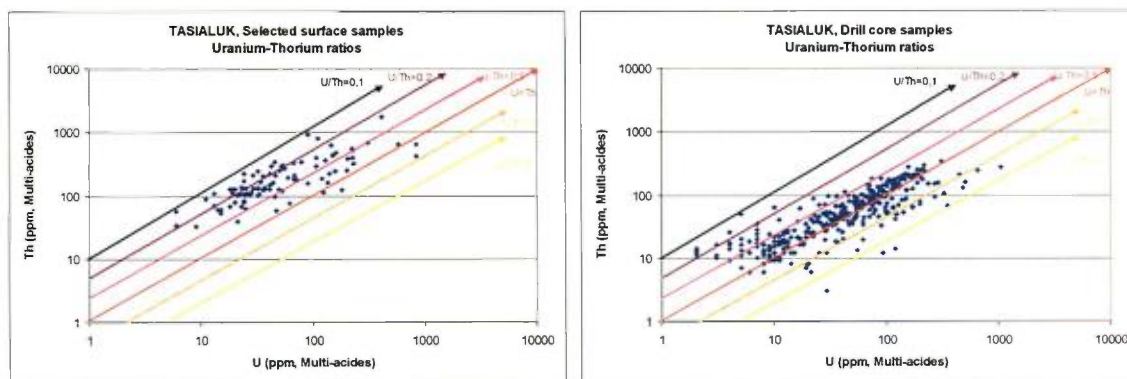 TASIALUK, Selected surface samples
Uranium-Thorium ratios
10000
1000
100
10
1
Th (ppm, Multi-acides)
U/Th=0,1
U/Th=0,2
U=Th
1
10
100
1000
10000
U (ppm, Multi-acides)
TASIALUK, Drill core samples
Uranium-Thorium ratios
10000
1000
100
10
1
Th (ppm, Multi-acides)
U/Th=0,1
U/Th=0,2
U=Th
1
10
100
1000
10000
U (ppm, Multi-acides)